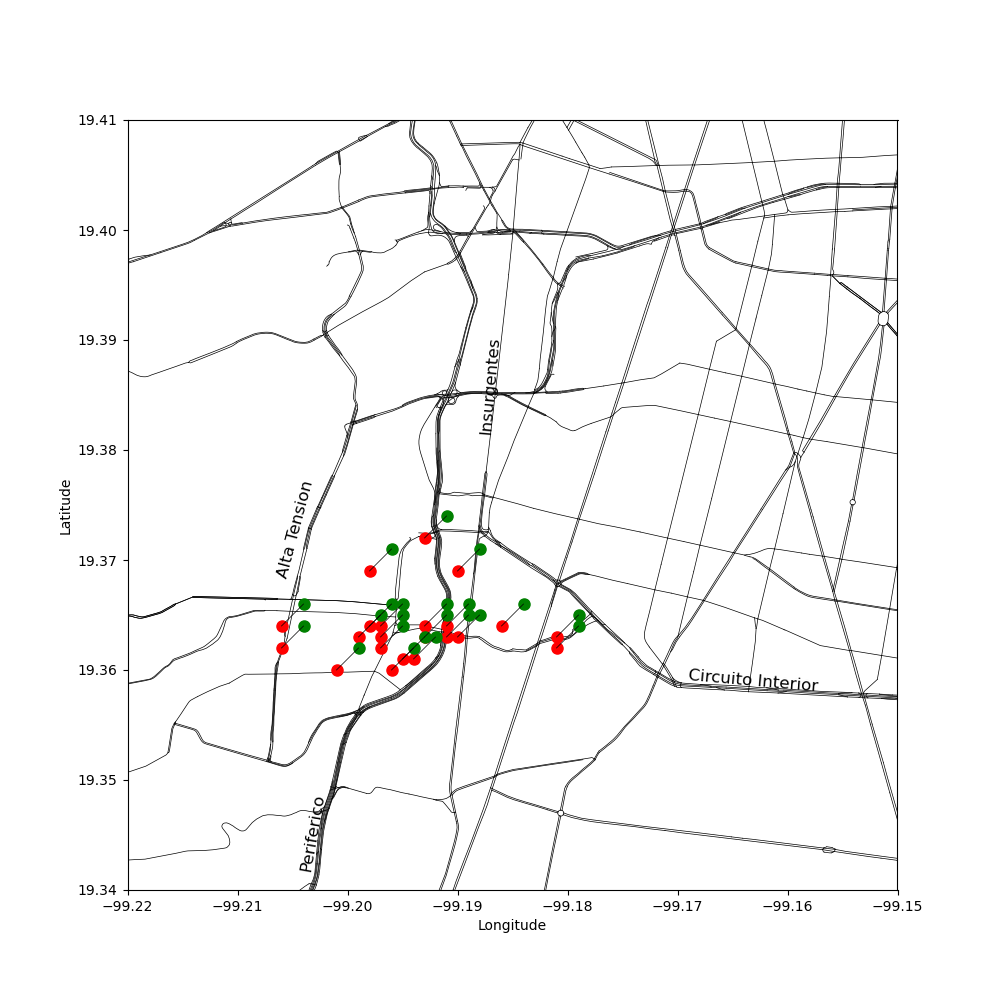 19.41
19.40
19.39
Insurgentes
19.38
Latitude
Alta Tension
19.37
19.36
Circuito Interior
19.35
Periferico
19.34
−99.22 −99.21 −99.20 −99.19 −99.18 −99.17 −99.16 −99.15
Longitude